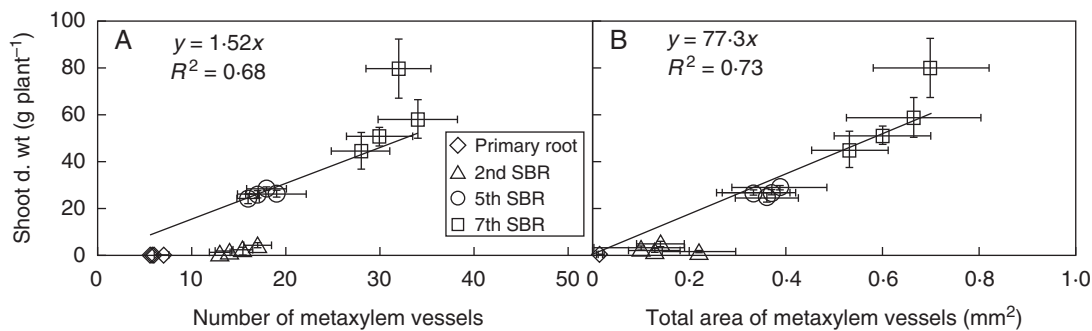 Shoot d. wt (g plant⁻¹)
100
80
60
40
20
0
A
y = 1·52x
R² = 0·68
Primary root
2nd SBR
5th SBR
7th SBR
0 10 20 30 40 50
Number of metaxylem vessels
B
y = 77·3x
R² = 0·73
0 0·2 0·4 0·6 0·8 1·0
Total area of metaxylem vessels (mm²)